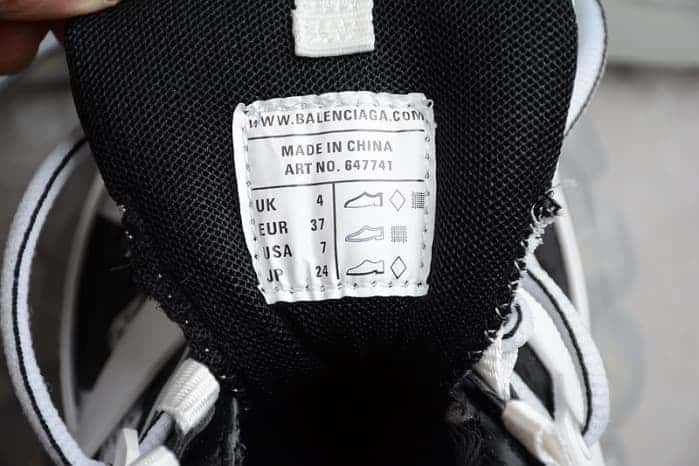 WWW.BALENCIAGA.COM
MADE IN CHINA
ART NO. 647741
UK 4
EUR 37
USA 7
JP 24